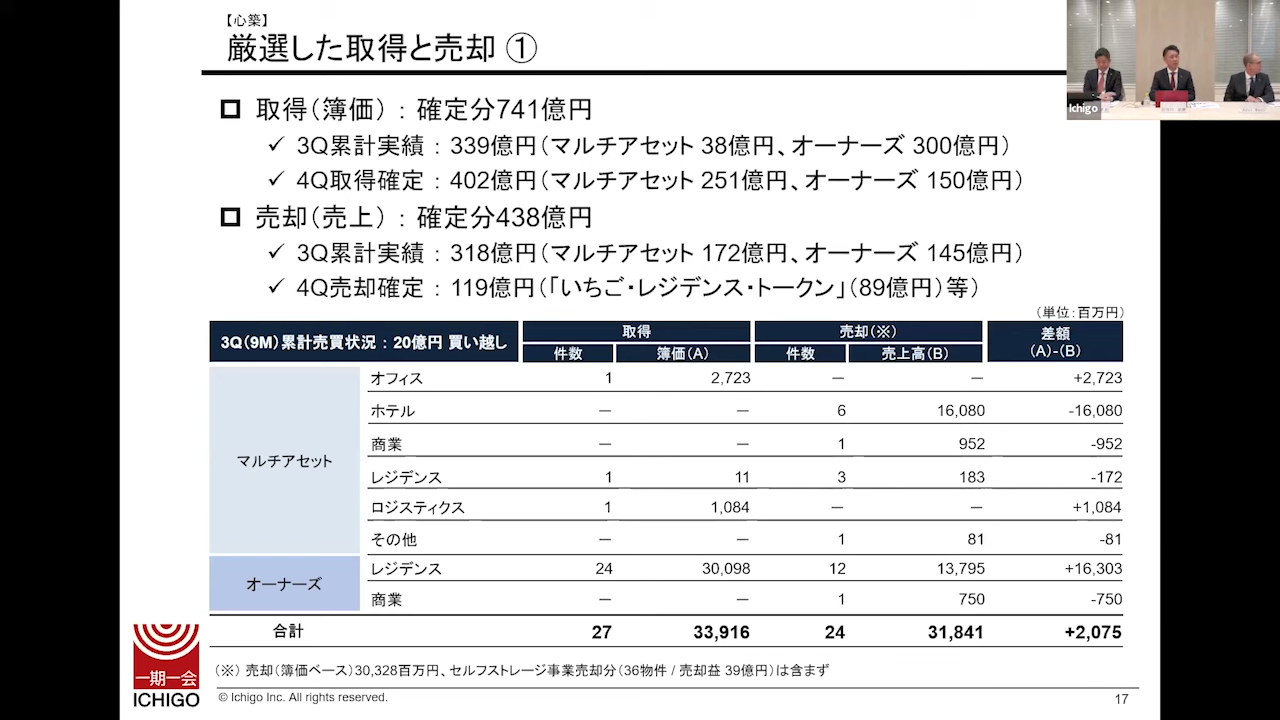 【心築】
厳選した取得と売却 ①
Ichigo
取得（簿価）：確定分741億円
✓ 3Q累計実績：339億円（マルチアセット 38億円、オーナーズ 300億円）
✓ 4Q取得確定：402億円（マルチアセット 251億円、オーナーズ 150億円）
売却（売上）：確定分438億円
✓ 3Q累計実績：318億円（マルチアセット 172億円、オーナーズ 145億円）
✓ 4Q売却確定：119億円（「いちご・レジデンス・トークン」（89億円）等）
（単位：百万円）
3Q（9M）累計売買状況：20億円 買い越し 取得 売却（※） 差額（A）-（B）
件数 簿価（A） 件数 売上高（B）
マルチアセット
オフィス 1 2,723 － － +2,723
ホテル － － 6 16,080 -16,080
商業 － － 1 952 -952
レジデンス 1 11 3 183 -172
ロジスティクス 1 1,084 － － +1,084
その他 － － 1 81 -81
オーナーズ
レジデンス 24 30,098 12 13,795 +16,303
商業 － － 1 750 -750
合計 27 33,916 24 31,841 +2,075
（※）売却（簿価ベース）30,328百万円、セルフストレージ事業売却分（36物件 / 売却益 39億円）は含まず
一期一会
ICHIGO
© Ichigo Inc. All rights reserved.
17